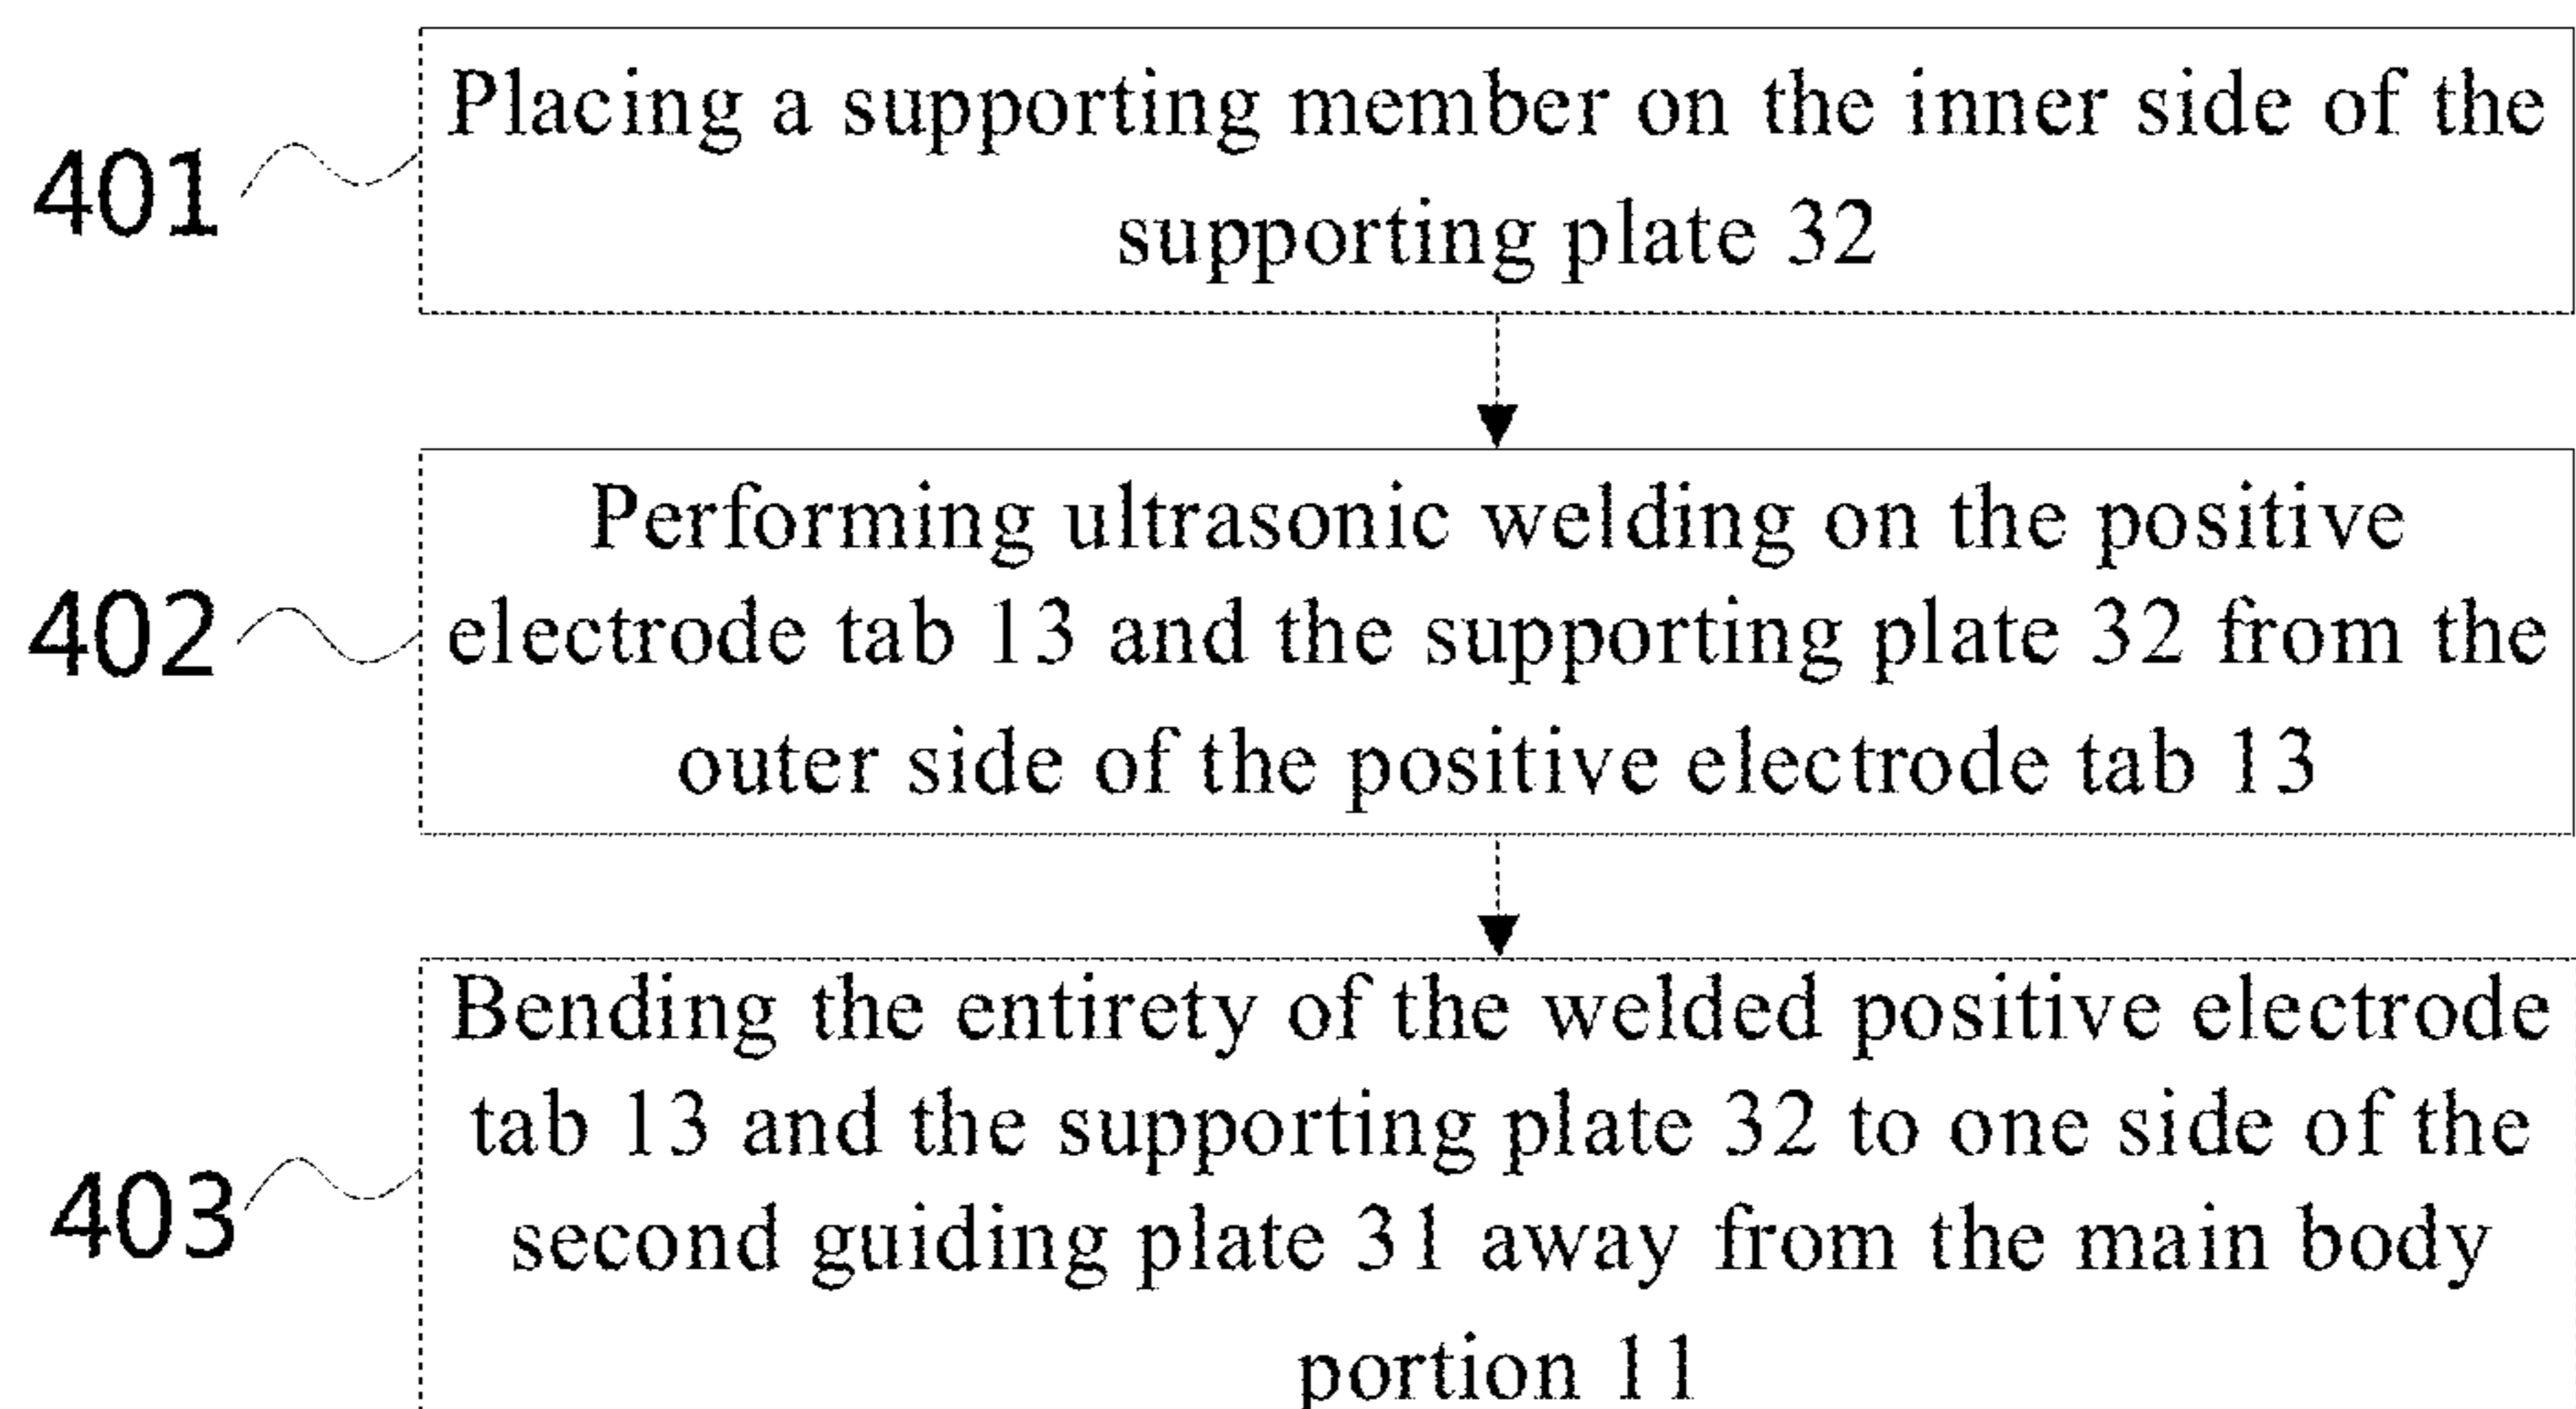 401
Placing a supporting member on the inner side of the
supporting plate 32
402
Performing ultrasonic welding on the positive
electrode tab 13 and the supporting plate 32 from the
outer side of the positive electrode tab 13
403
Bending the entirety of the welded positive electrode
tab 13 and the supporting plate 32 to one side of the
second guiding plate 31 away from the main body
portion 11